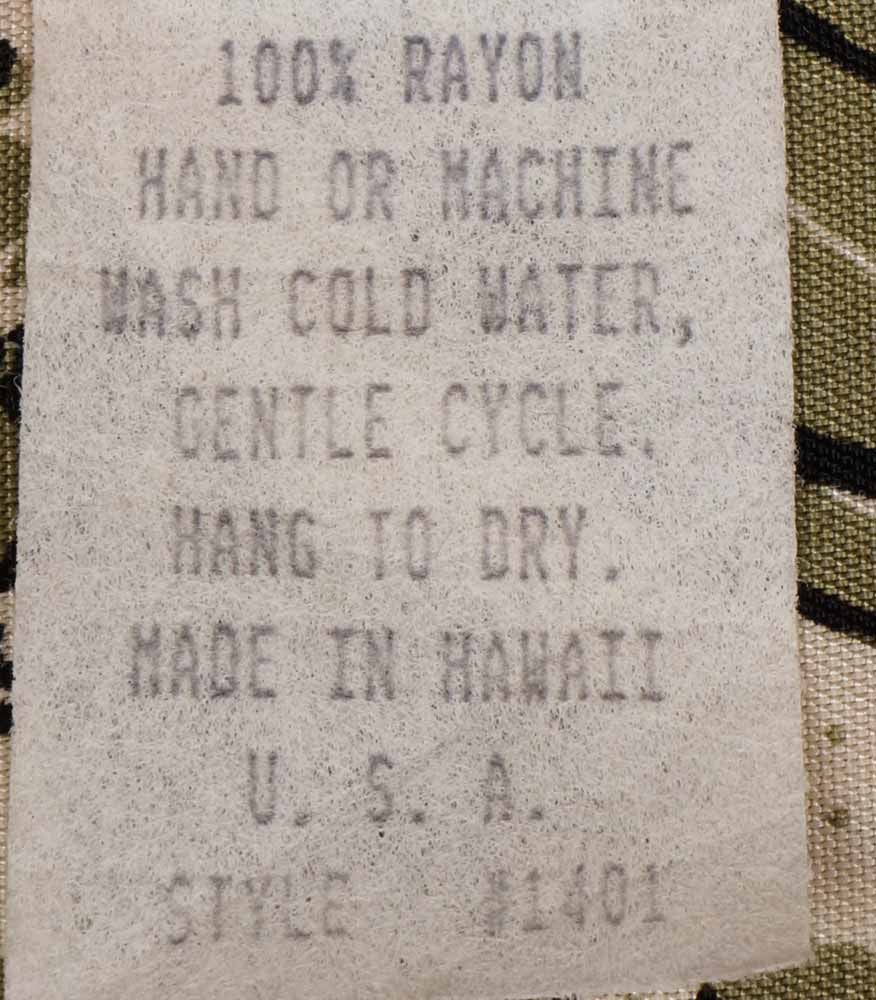 100% RAYON
HAND OR MACHINE
WASH COLD WATER,
GENTLE CYCLE.
HANG TO DRY.
MADE IN HAWAII
U. S. A.
STYLE #1401